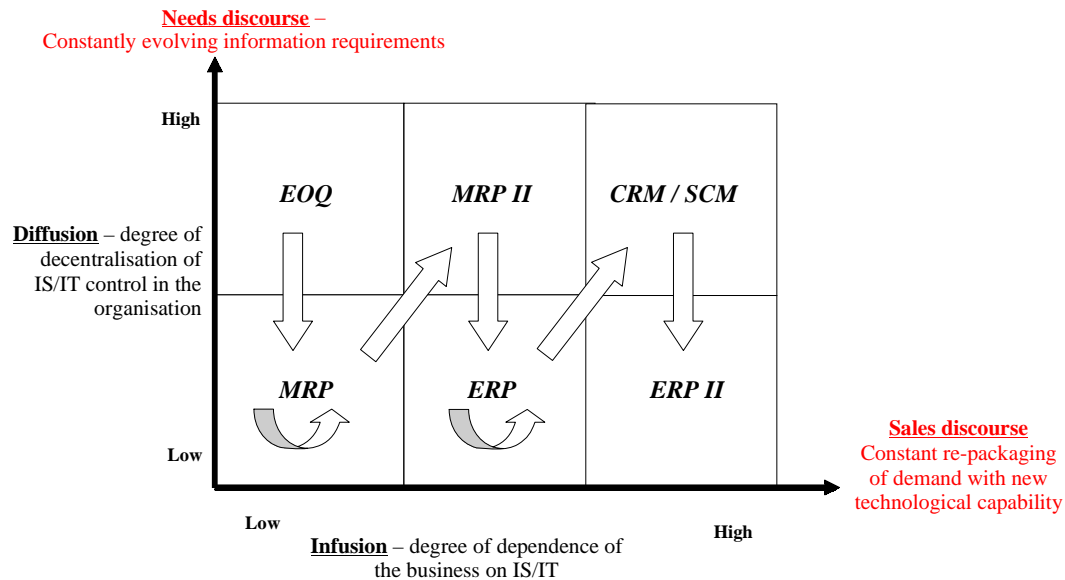 Needs discourse –
Constantly evolving information requirements
High
EOQ
MRP II
CRM / SCM
Diffusion – degree of
decentralisation of
IS/IT control in the
organisation
MRP
ERP
ERP II
Low
Sales discourse
Constant re-packaging
of demand with new
technological capability
Low
High
Infusion – degree of dependence of
the business on IS/IT